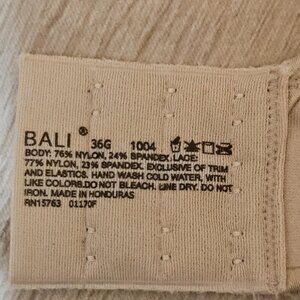 BALI® 36G 1004
BODY: 76% NYLON, 24% SPANDEX, LACE:
77% NYLON, 23% SPANDEX. EXCLUSIVE OF TRIM
AND ELASTICS. HAND WASH COLD WATER, WITH
LIKE COLORS.DO NOT BLEACH. LINE DRY. DO NOT
IRON. MADE IN HONDURAS
RN15763 01170F